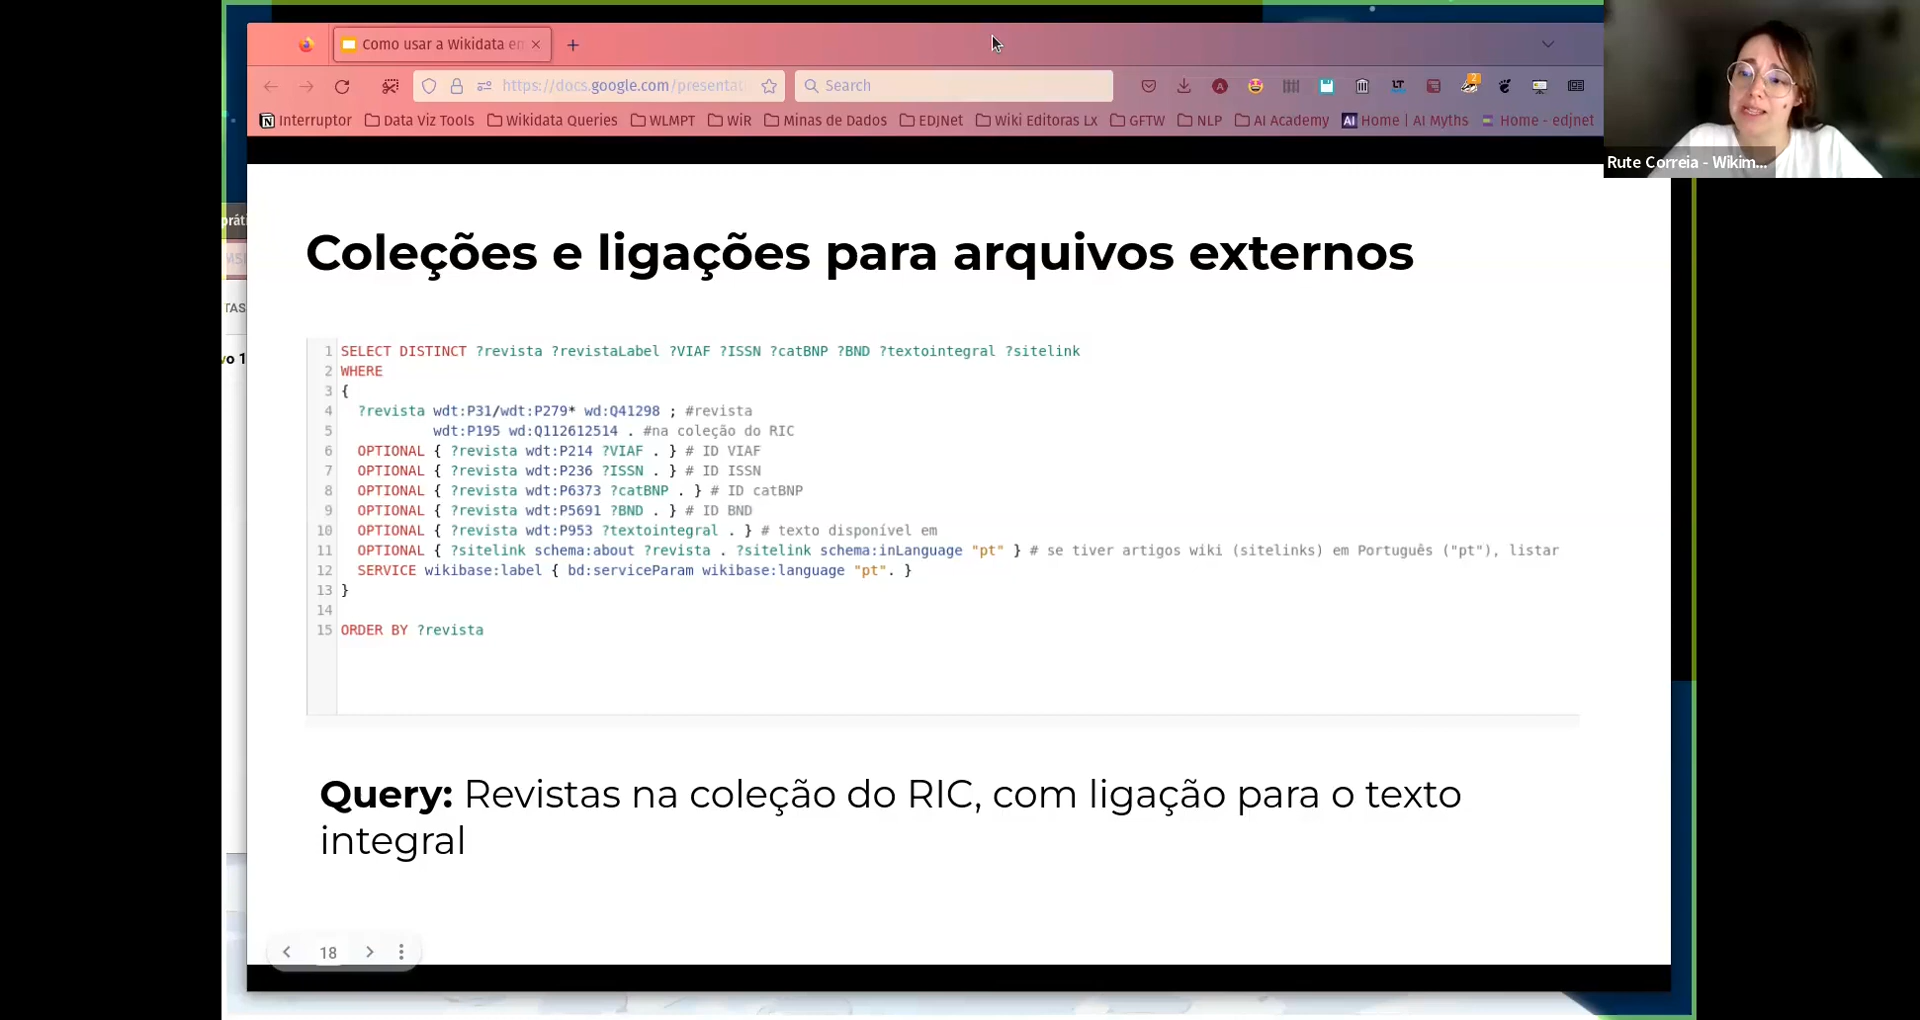 Como usar a Wikidata en
https://docs.google.com/presenta
Search
Interruptor
Data Viz Tools
Wikidata Queries
WLMPT
WiR
Minas de Dados
EDJNet
Wiki Editoras Lx
GFTW
NLP
AI Academy
AI Home | AI Myths
Home - edjnet
Rute Correia - Wikim...
práti
MSI
TAS
vo 1
Coleções e ligações para arquivos externos
1 SELECT DISTINCT ?revista ?revistaLabel ?VIAF ?ISSN ?catBNP ?BND ?textointegral ?sitelink
2 WHERE
3 {
4 ?revista wdt:P31/wdt:P279* wd:Q41298 ; #revista
5 wdt:P195 wd:Q112612514 . #na coleção do RIC
6 OPTIONAL { ?revista wdt:P214 ?VIAF . } # ID VIAF
7 OPTIONAL { ?revista wdt:P236 ?ISSN . } # ID ISSN
8 OPTIONAL { ?revista wdt:P6373 ?catBNP . } # ID catBNP
9 OPTIONAL { ?revista wdt:P5691 ?BND . } # ID BND
10 OPTIONAL { ?revista wdt:P953 ?textointegral . } # texto disponível em
11 OPTIONAL { ?sitelink schema:about ?revista . ?sitelink schema:inLanguage "pt" } # se tiver artigos wiki (sitelinks) em Português ("pt"), listar
12 SERVICE wikibase:label { bd:serviceParam wikibase:language "pt". }
13 }
14
15 ORDER BY ?revista
Query: Revistas na coleção do RIC, com ligação para o texto
integral
18